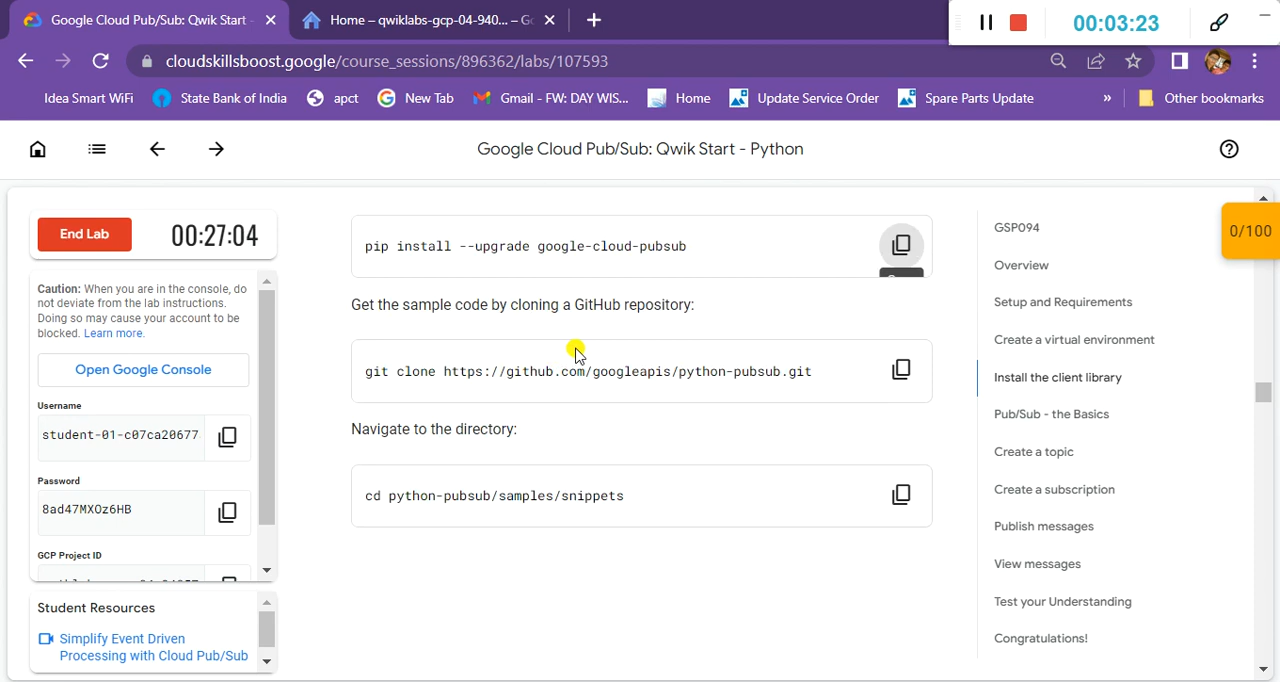 Google Cloud Pub/Sub: Qwik Start -
Home – qwiklabs-gcp-04-940... – Go
00:03:23
cloudskillsboost.google/course_sessions/896362/labs/107593
Idea Smart WiFi
State Bank of India
apct
New Tab
Gmail - FW: DAY WIS...
Home
Update Service Order
Spare Parts Update
»
Other bookmarks
Google Cloud Pub/Sub: Qwik Start - Python
End Lab
00:27:04
Caution: When you are in the console, do
not deviate from the lab instructions.
Doing so may cause your account to be
blocked. Learn more.
Open Google Console
Username
student-01-c07ca20677
Password
8ad47MXOz6HB
GCP Project ID
Student Resources
Simplify Event Driven
Processing with Cloud Pub/Sub
pip install --upgrade google-cloud-pubsub
Get the sample code by cloning a GitHub repository:
git clone https://github.com/googleapis/python-pubsub.git
Navigate to the directory:
cd python-pubsub/samples/snippets
GSP094
Overview
Setup and Requirements
Create a virtual environment
Install the client library
Pub/Sub - the Basics
Create a topic
Create a subscription
Publish messages
View messages
Test your Understanding
Congratulations!
0/100